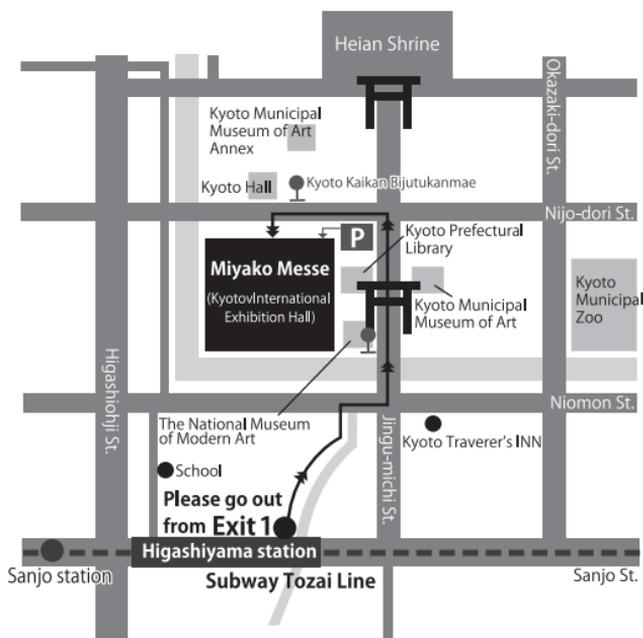 Heian Shrine
Okazaki-dori St.
Kyoto Municipal
Museum of Art
Annex
Kyoto Hall
Kyoto Kaikan Bijutukanmae
Nijo-dori St.
P
Kyoto Prefectural
Library
Miyako Messe
(KyotovInternational
Exhibition Hall)
Kyoto
Municipal
Zoo
Kyoto Municipal
Museum of Art
Higashiohji St.
Niomon St.
The National Museum
of Modern Art
Jingu-michi St.
Kyoto Traverer's INN
School
Please go out
from Exit 1
Higashiyama station
Sanjo station
Subway Tozai Line
Sanjo St.